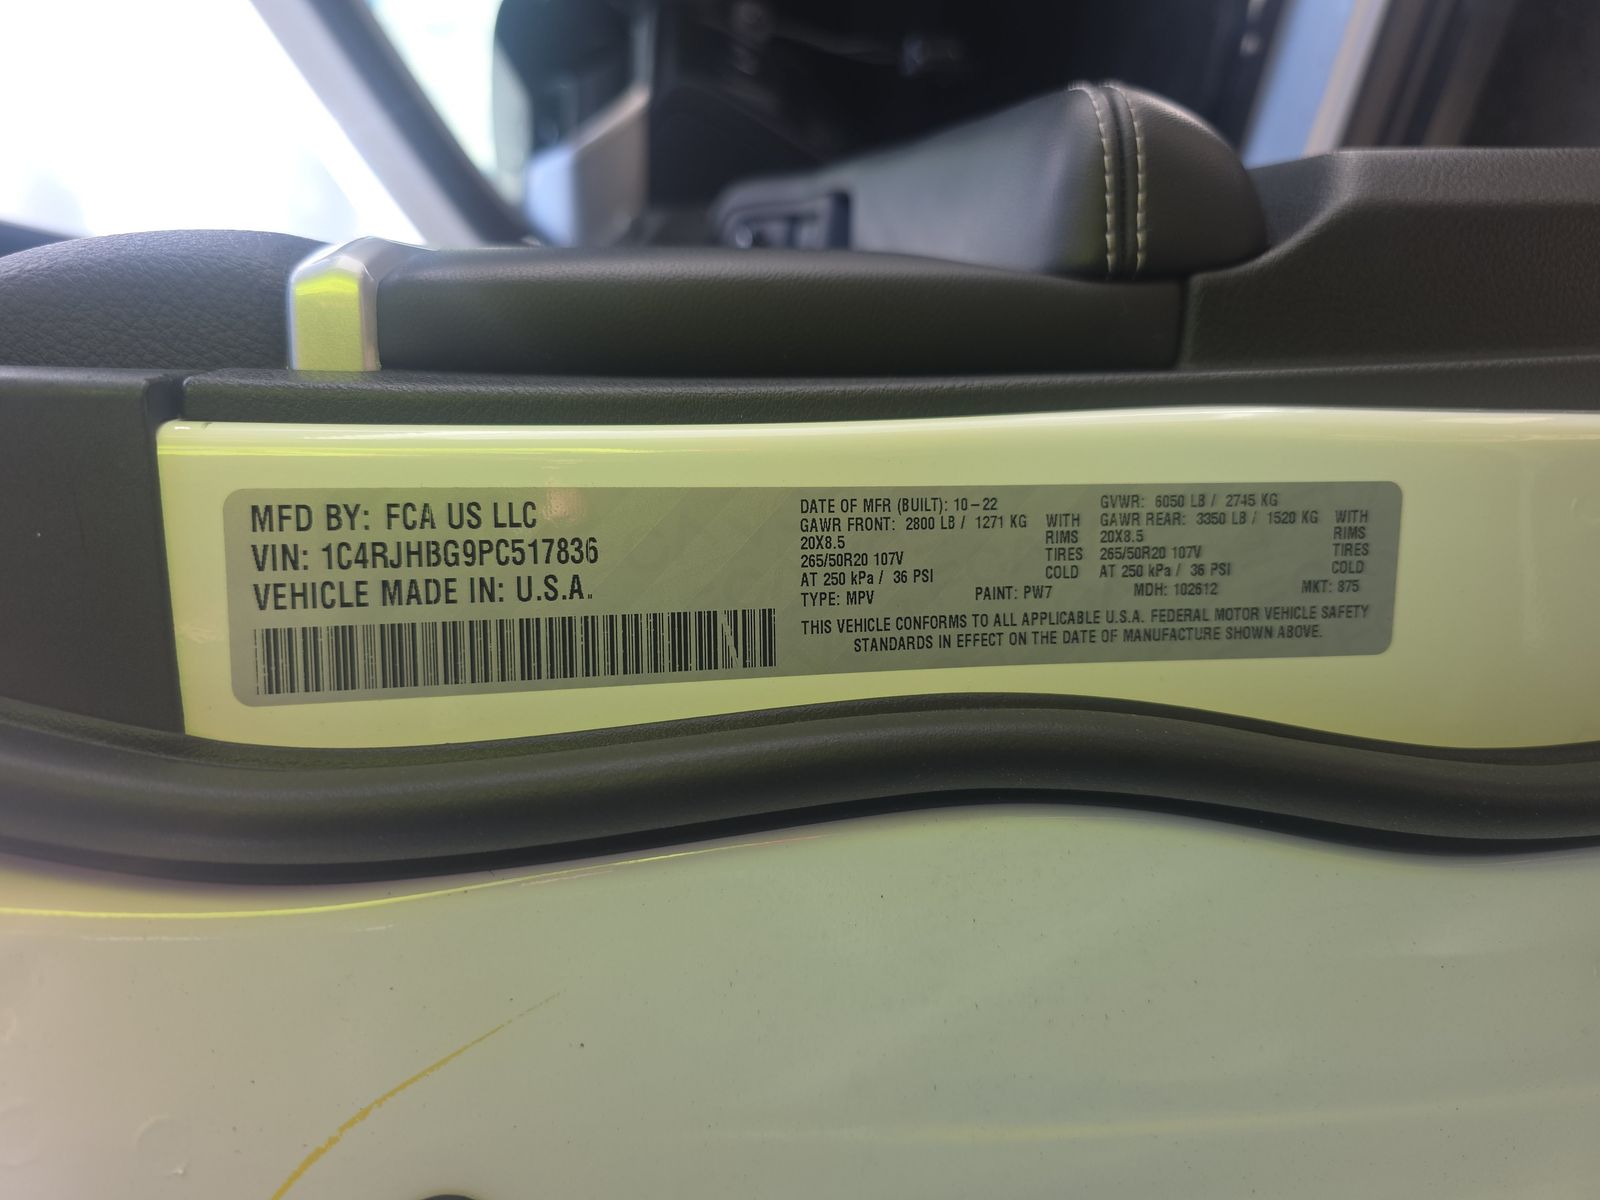 MFD BY: FCA US LLC
VIN: 1C4RJHBG9PC517836
VEHICLE MADE IN: U.S.A.
DATE OF MFR (BUILT): 10-22
GVWR: 6050 LB / 2745 KG
GAWR FRONT: 2800 LB / 1271 KG WITH
GAWR REAR: 3350 LB / 1520 KG WITH
20X8.5 RIMS
20X8.5 RIMS
265/50R20 107V TIRES
265/50R20 107V TIRES
AT 250 kPa / 36 PSI COLD
AT 250 kPa / 36 PSI COLD
TYPE: MPV PAINT: PW7 MDH: 102612 MKT: 875
THIS VEHICLE CONFORMS TO ALL APPLICABLE U.S.A. FEDERAL MOTOR VEHICLE SAFETY
STANDARDS IN EFFECT ON THE DATE OF MANUFACTURE SHOWN ABOVE.